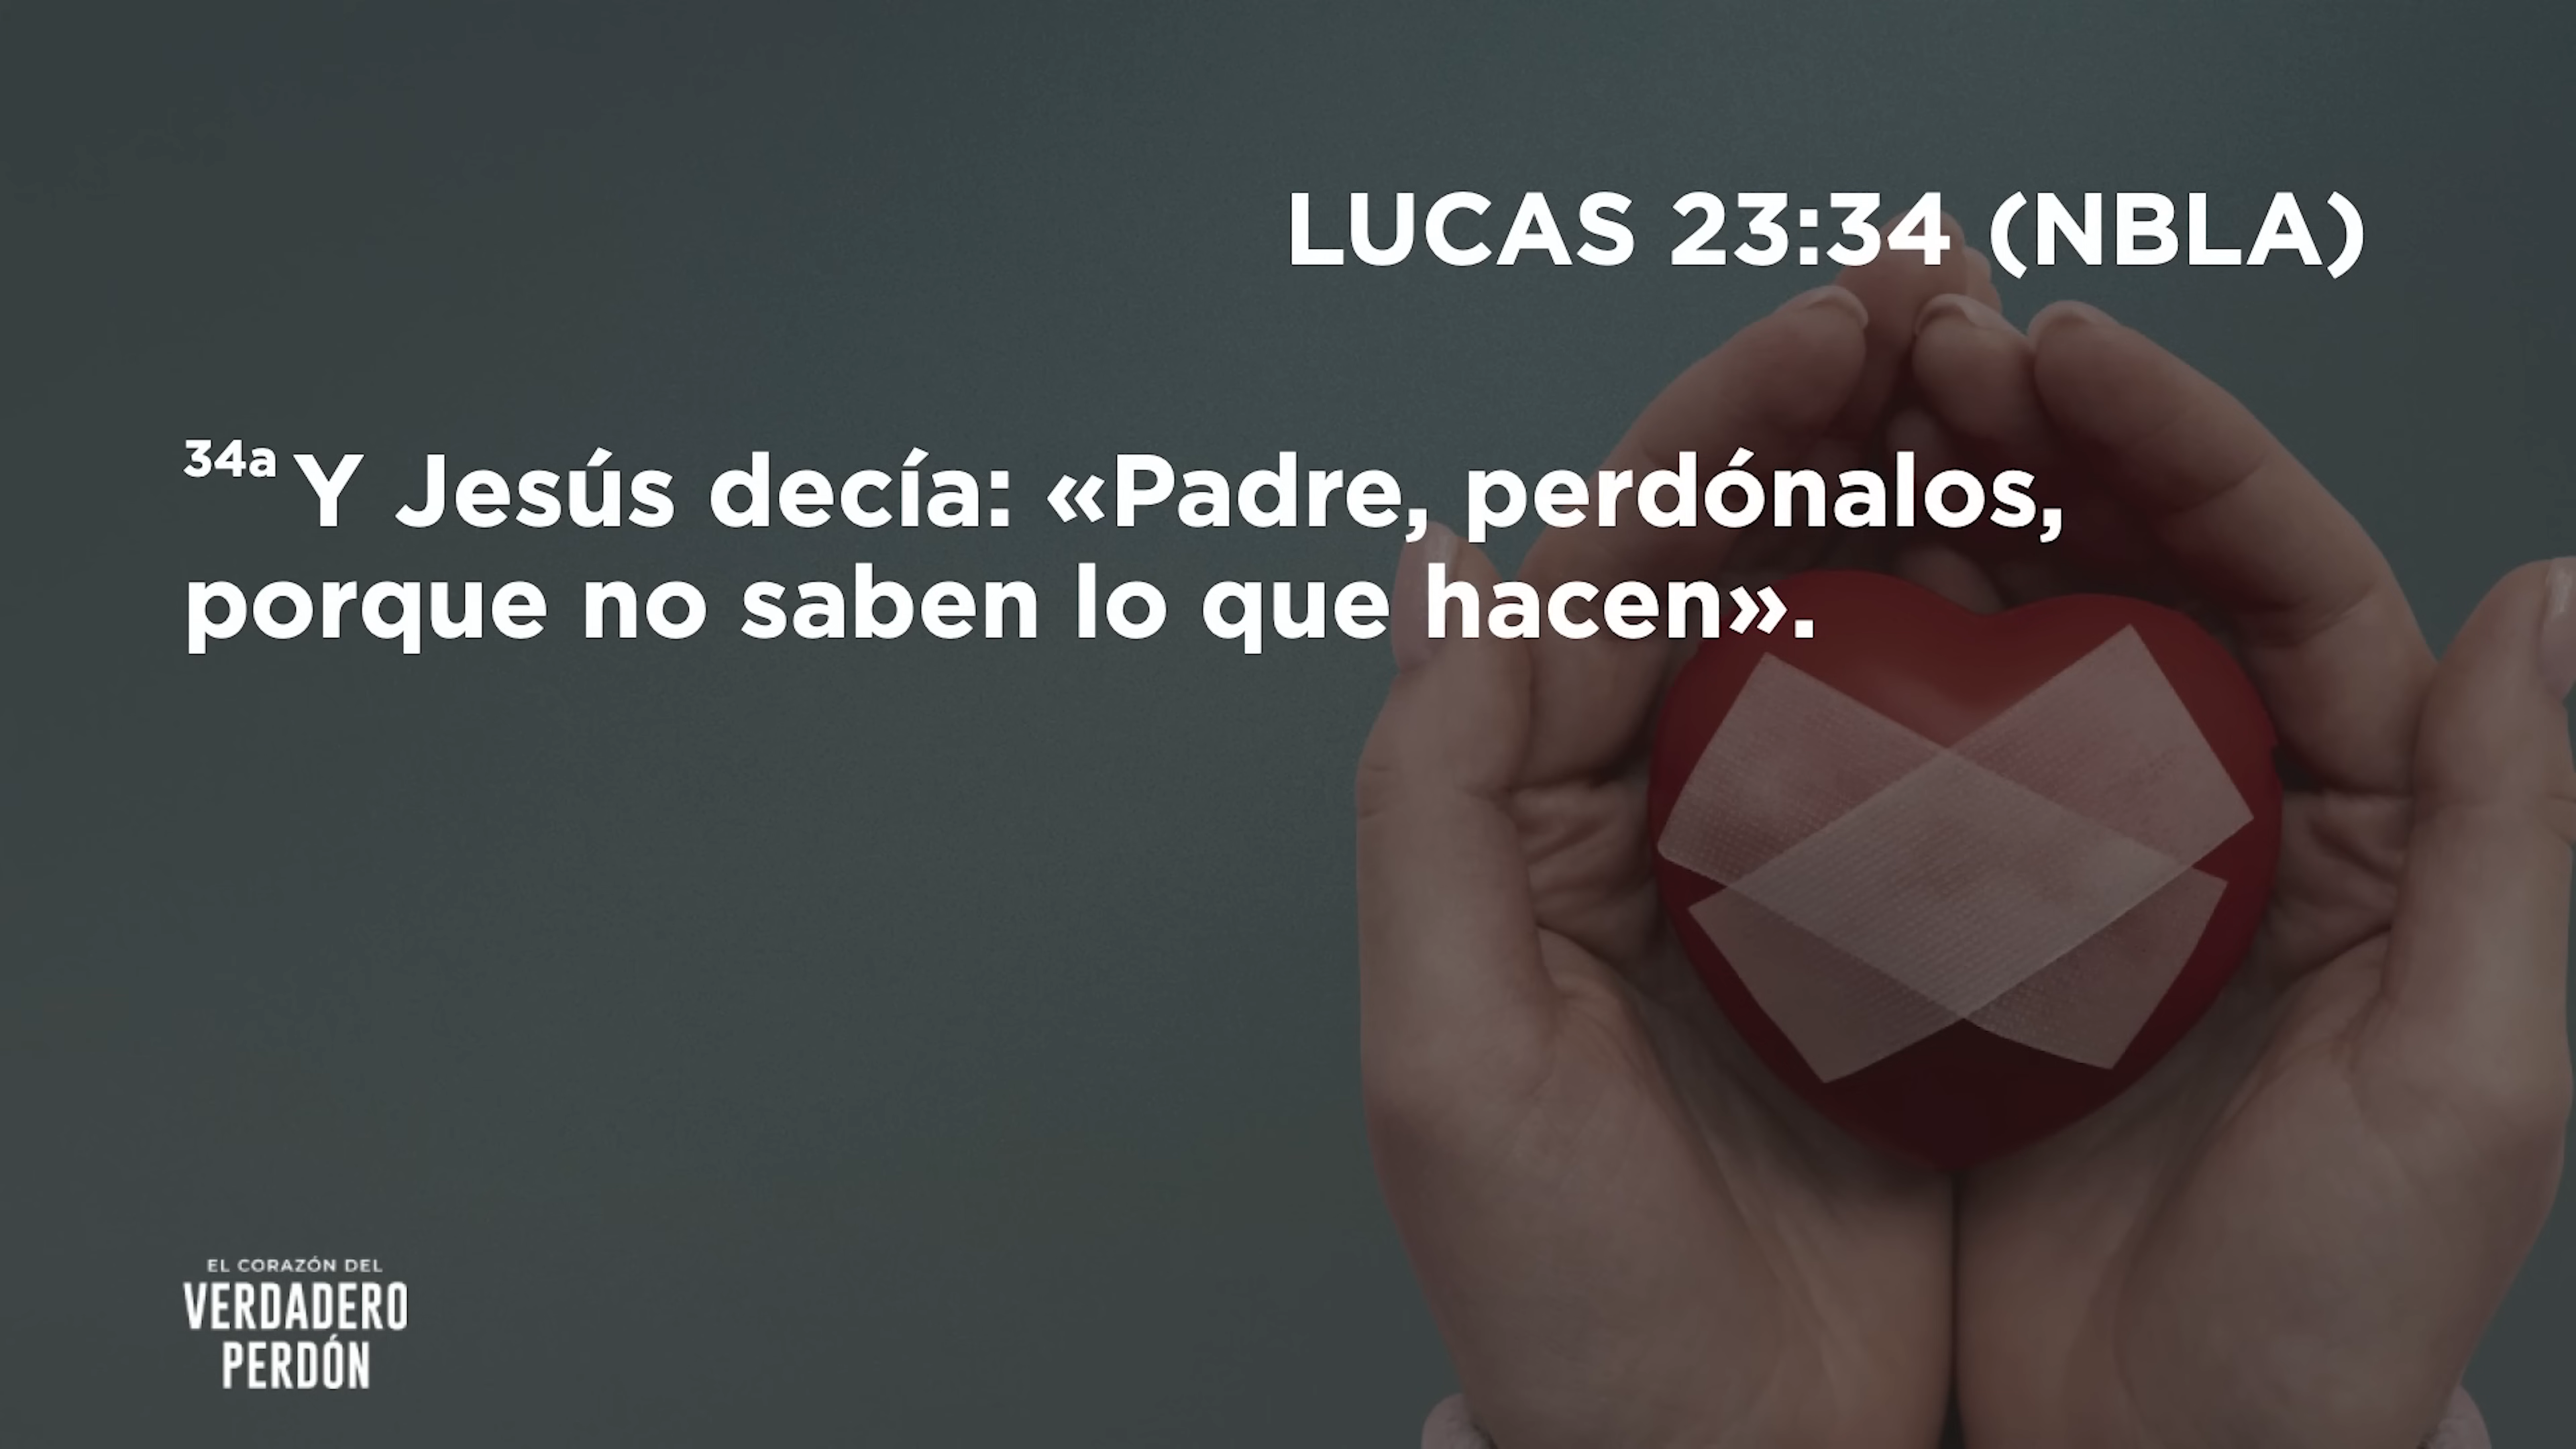 LUCAS 23:34 (NBLA)
34a Y Jesús decía: «Padre, perdónalos,
porque no saben lo que hacen».
EL CORAZÓN DEL
VERDADERO
PERDÓN